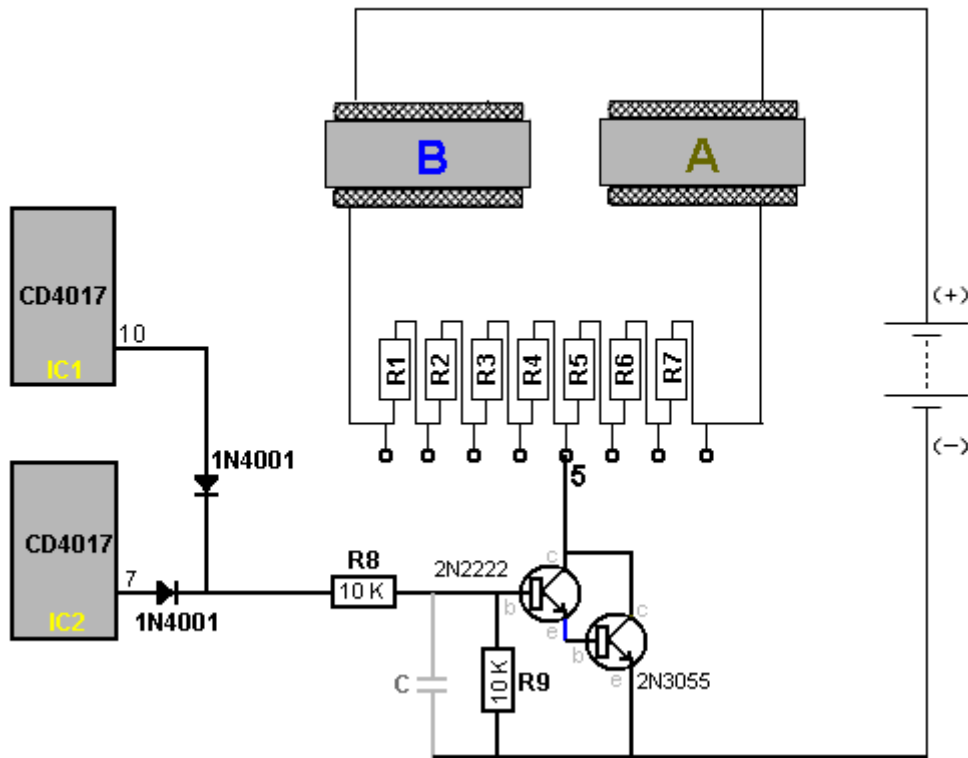 B
A
(+)
(-)
CD4017
10
IC1
R1
R2
R3
R4
R5
R6
R7
5
1N4001
CD4017
7
IC2
1N4001
R8
10 K
2N2222
c
b
e
C
10 K
R9
c
b
e
2N3055